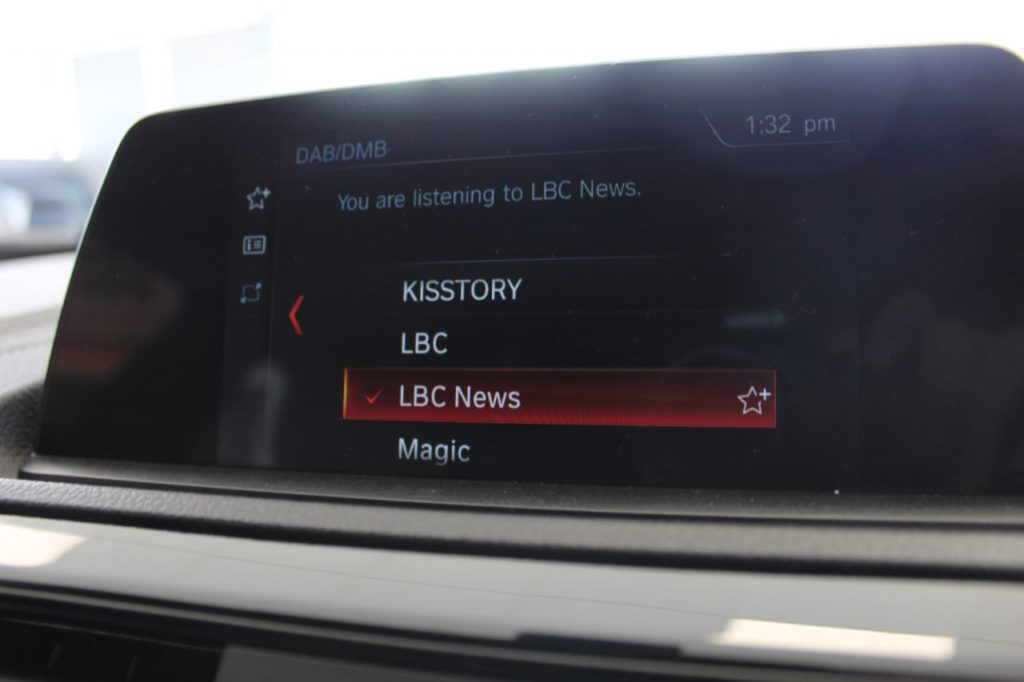 1:32 pm
DAB/DMB
You are listening to LBC News.
KISSTORY
LBC
LBC News
Magic